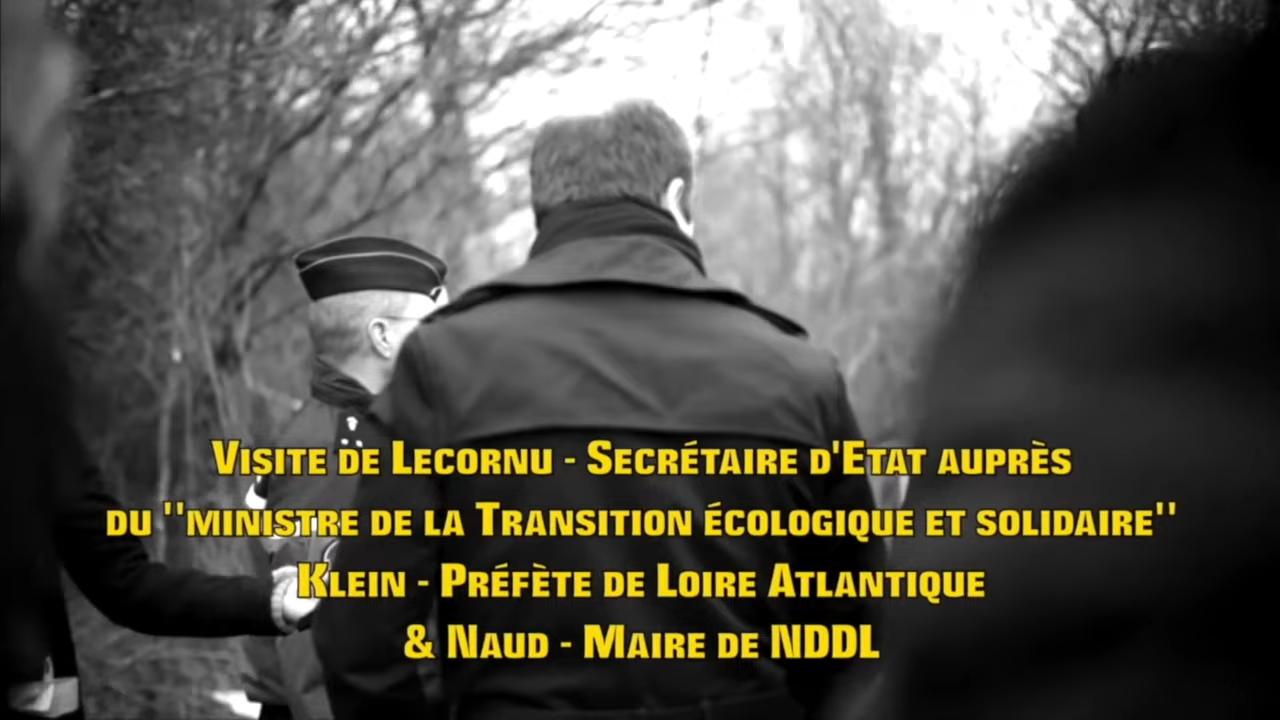 Visite de Lecornu - Secrétaire d'Etat auprès
du ''ministre de la Transition écologique et solidaire''
Klein - Préfète de Loire Atlantique
& Naud - Maire de NDDL